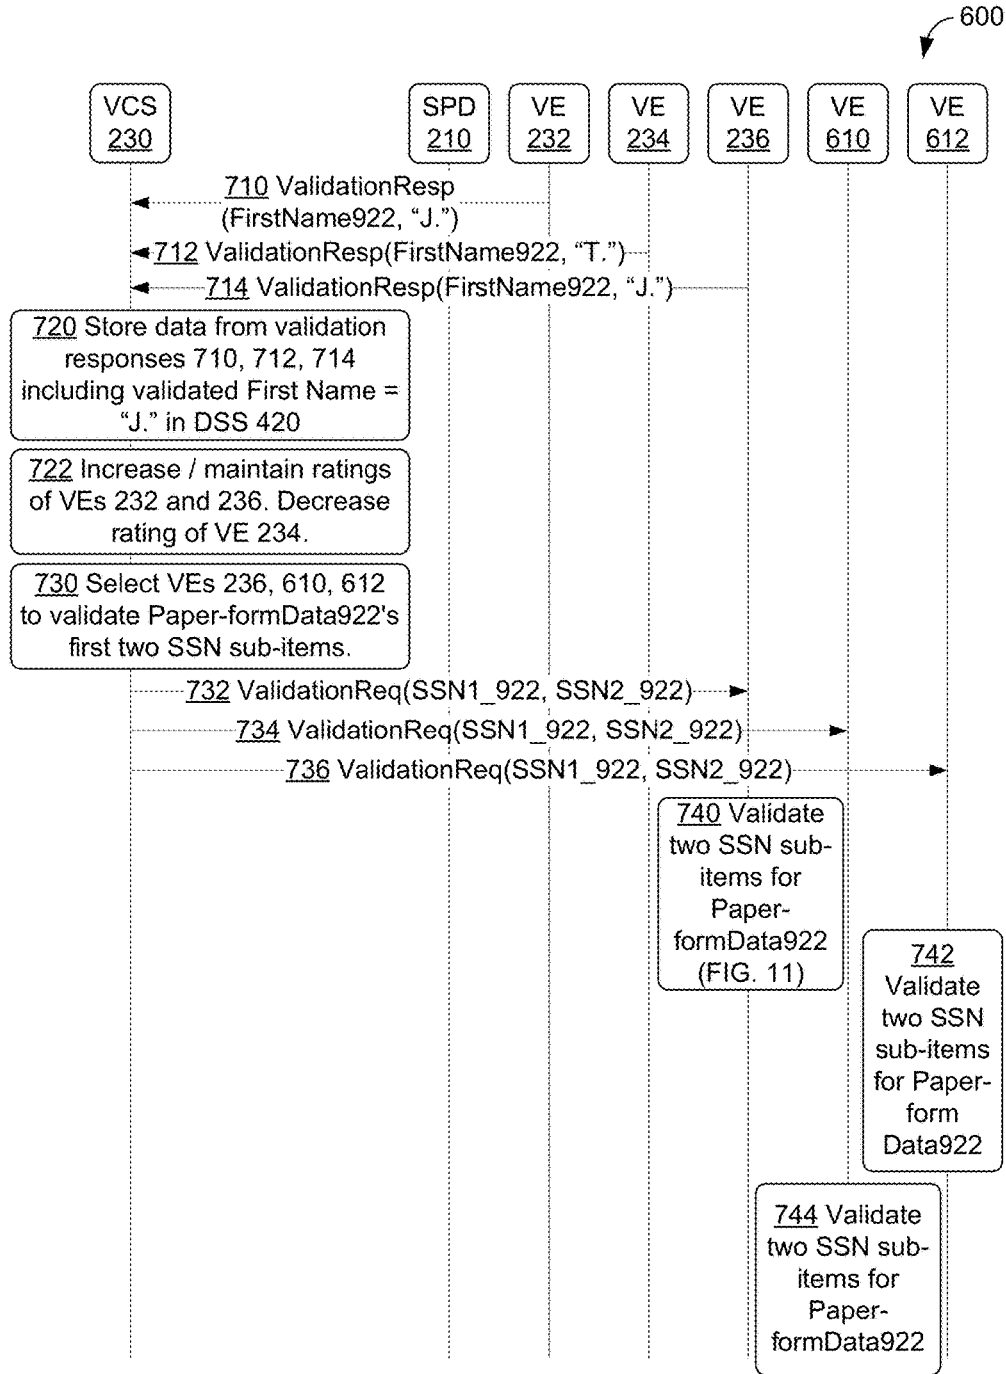 600
VCS
230
SPD
210
VE
232
VE
234
VE
236
VE
610
VE
612
710 ValidationResp
(FirstName922, “J.”)
712 ValidationResp(FirstName922, “T.”)
714 ValidationResp(FirstName922, “J.”)
720 Store data from validation
responses 710, 712, 714
including validated First Name =
“J.” in DSS 420
722 Increase / maintain ratings
of VEs 232 and 236. Decrease
rating of VE 234.
730 Select VEs 236, 610, 612
to validate Paper-formData922's
first two SSN sub-items.
732 ValidationReq(SSN1_922, SSN2_922)
734 ValidationReq(SSN1_922, SSN2_922)
736 ValidationReq(SSN1_922, SSN2_922)
740 Validate
two SSN sub-
items for
Paper-
formData922
(FIG. 11)
742
Validate
two SSN
sub-items
for Paper-
form
Data922
744 Validate
two SSN sub-
items for
Paper-
formData922